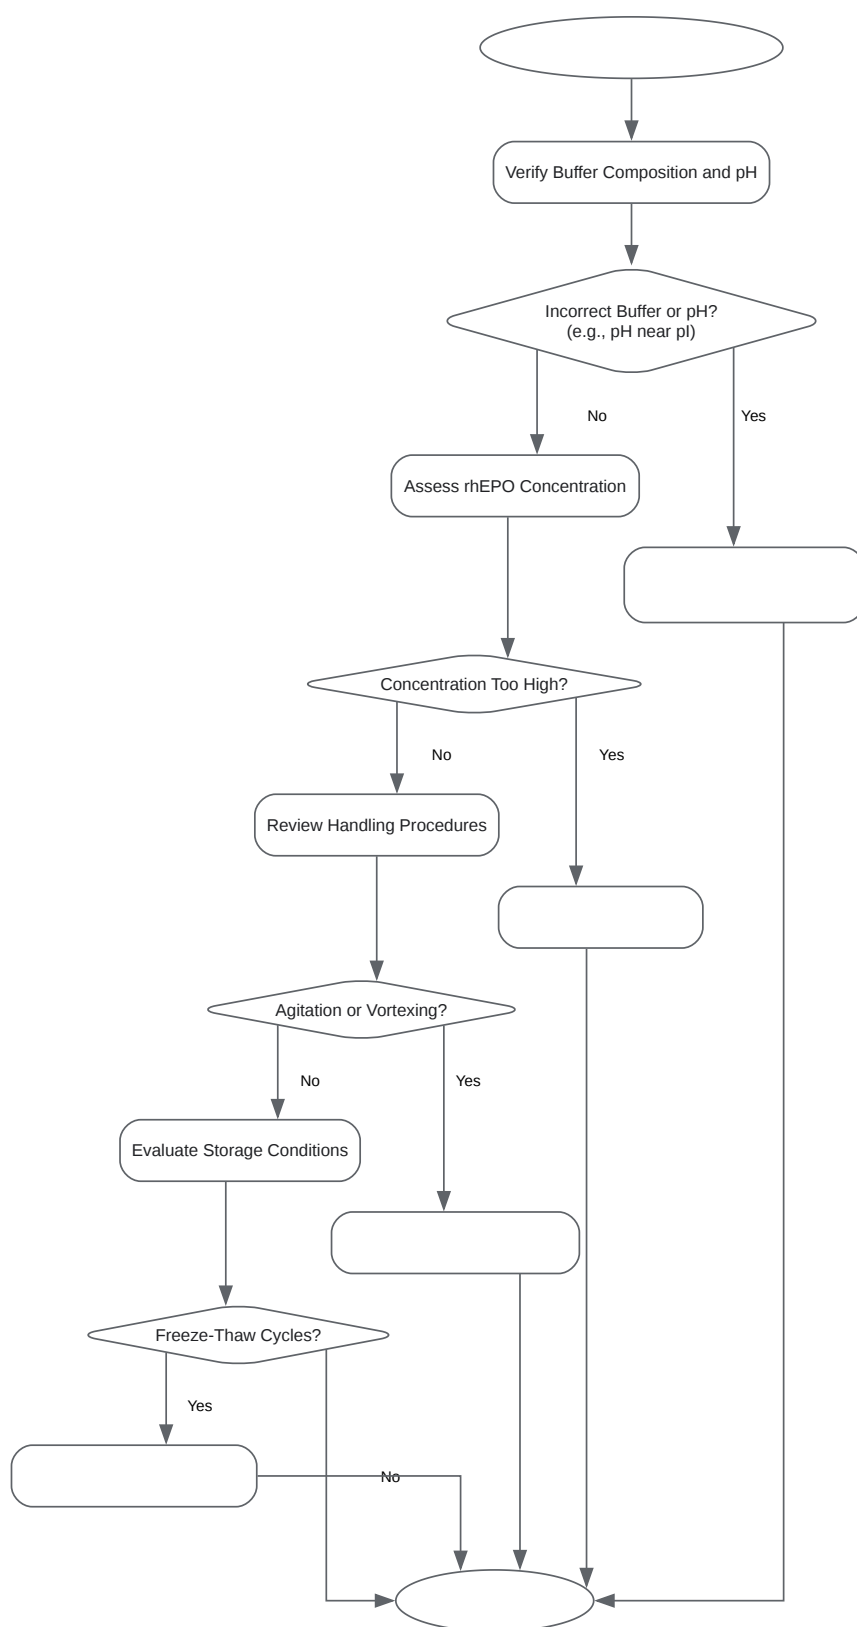 Verify Buffer Composition and pH
Incorrect Buffer or pH?
(e.g., pH near pI)
No
Yes
Assess rhEPO Concentration
Concentration Too High?
No
Yes
Review Handling Procedures
Agitation or Vortexing?
No
Yes
Evaluate Storage Conditions
Freeze-Thaw Cycles?
Yes
No